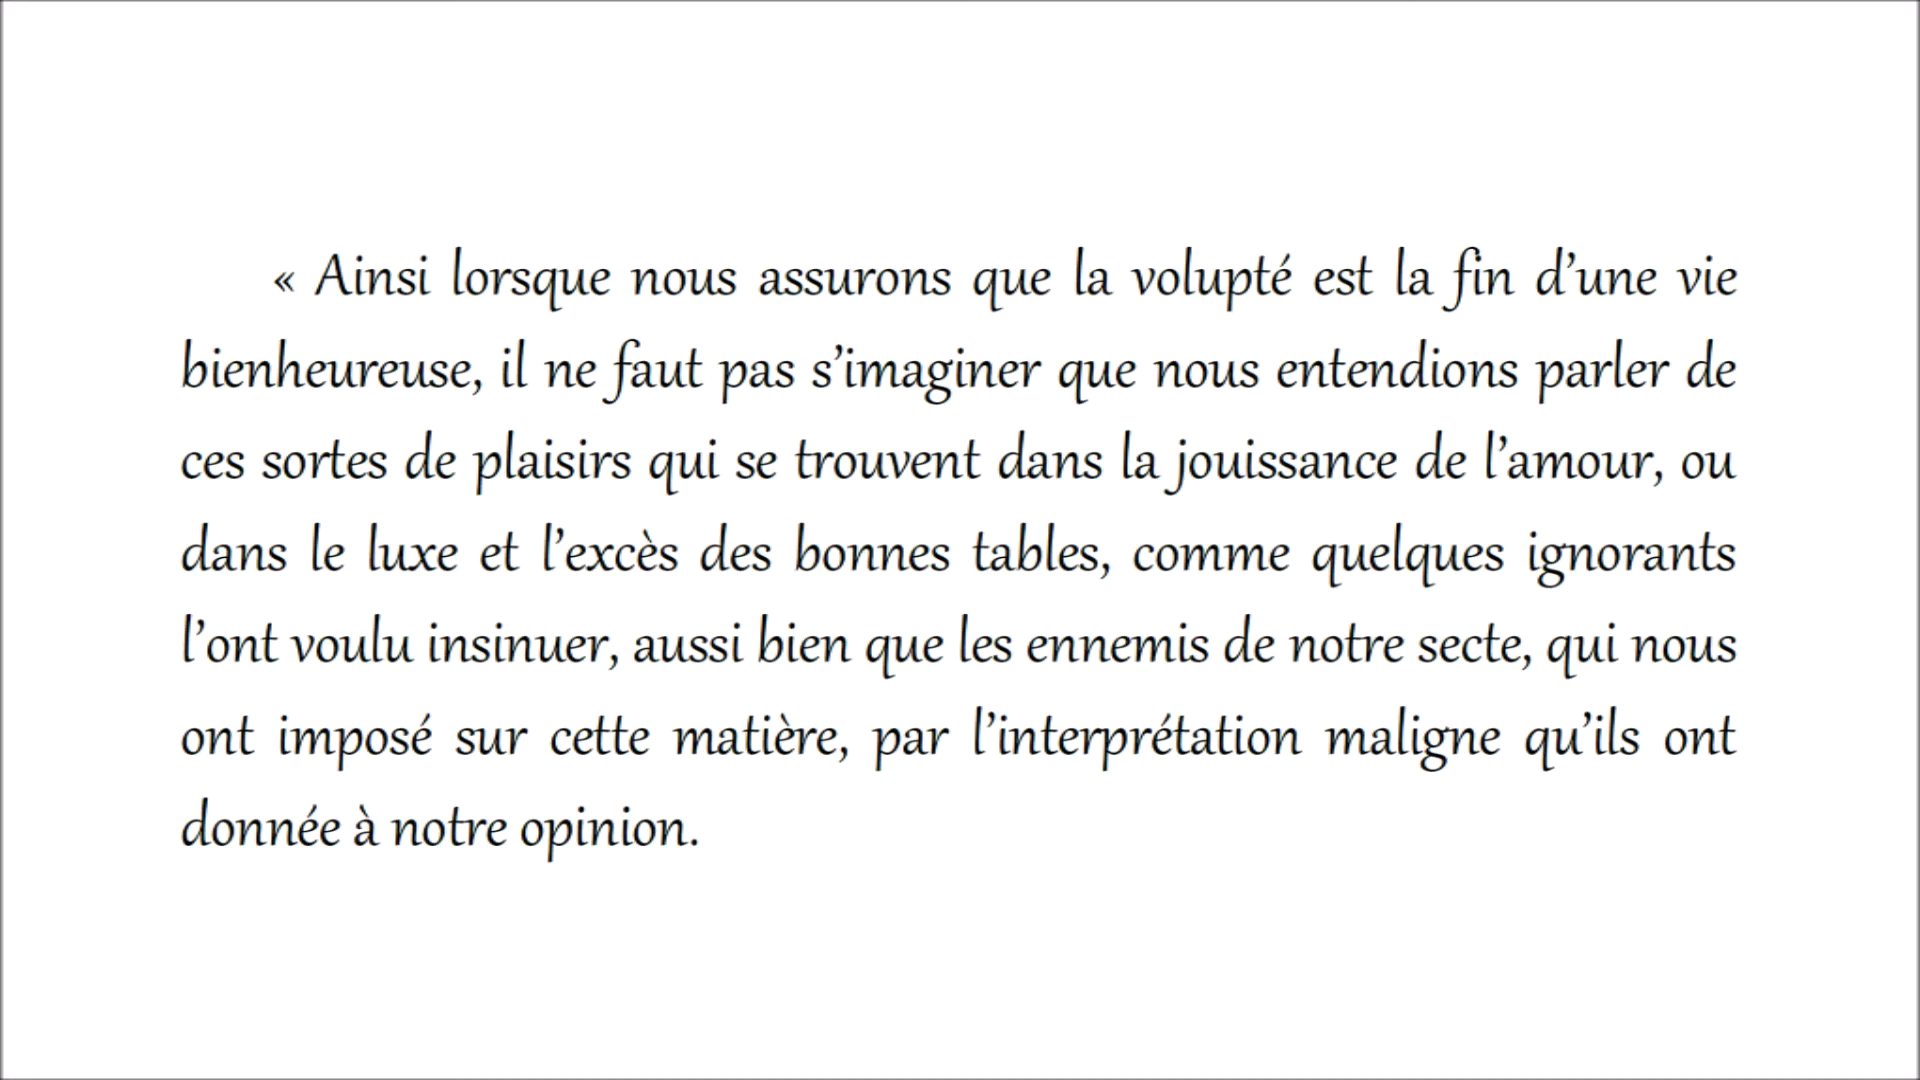 « Ainsi lorsque nous assurons que la volupté est la fin d’une vie
bienheureuse, il ne faut pas s’imaginer que nous entendions parler de
ces sortes de plaisirs qui se trouvent dans la jouissance de l’amour, ou
dans le luxe et l’excès des bonnes tables, comme quelques ignorants
l’ont voulu insinuer, aussi bien que les ennemis de notre secte, qui nous
ont imposé sur cette matière, par l’interprétation maligne qu’ils ont
donnée à notre opinion.